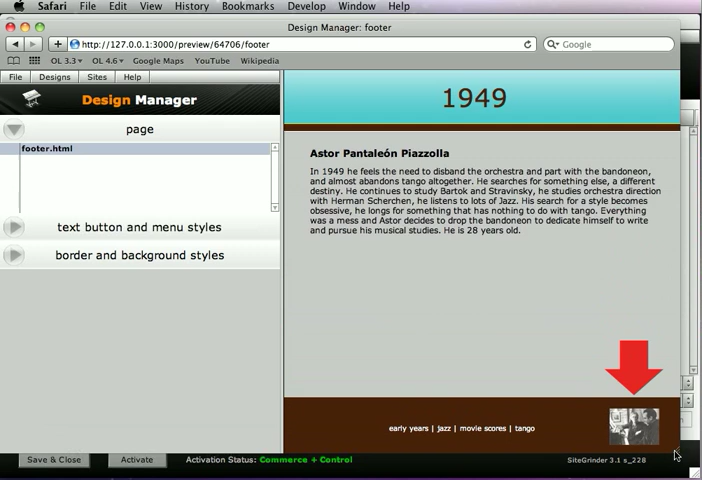 Safari File Edit View History Bookmarks Develop Window Help
Design Manager: footer
http://127.0.0.1:3000/preview/64706/footer
Google
OL 3.3 OL 4.6 Google Maps YouTube Wikipedia
File Designs Sites Help
Design Manager
page
footer.html
text button and menu styles
border and background styles
1949
Astor Pantaleón Piazzolla
In 1949 he feels the need to disband the orchestra and part with the bandoneon,
and almost abandons tango altogether. He searches for something else, a different
destiny. He continues to study Bartok and Stravinsky, he studies orchestra direction
with Herman Scherchen, he listens to lots of Jazz. His search for a style becomes
obsessive, he longs for something that has nothing to do with tango. Everything
was a mess and Astor decides to drop the bandoneon to dedicate himself to write
and pursue his musical studies. He is 28 years old.
early years | jazz | movie scores | tango
Save & Close Activate Activation Status: Commerce + Control SiteGrinder 3.1 s_228